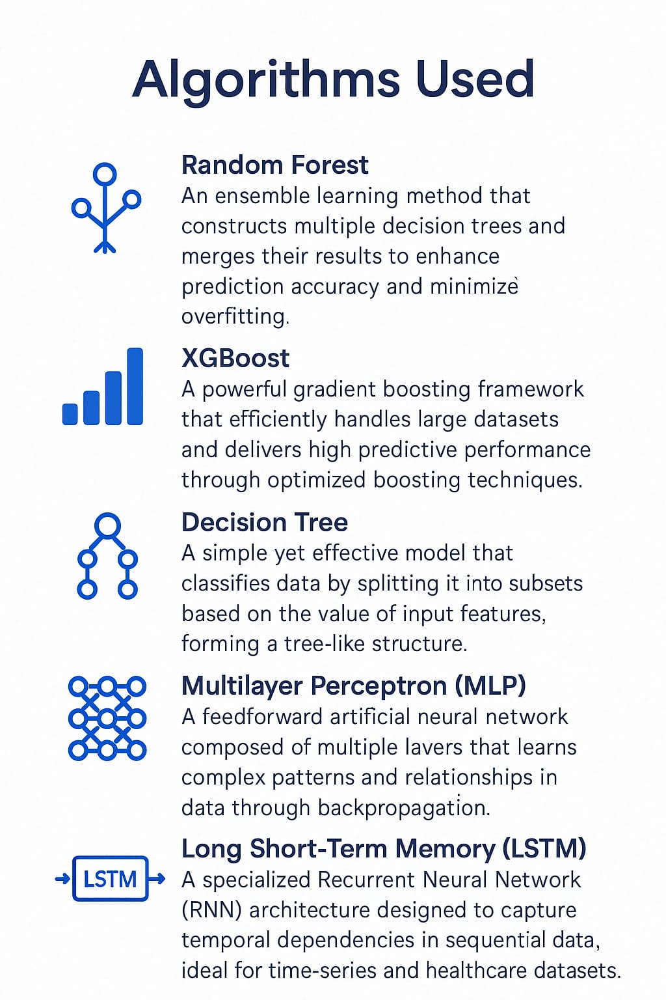 Algorithms Used
Random Forest
An ensemble learning method that
constructs multiple decision trees and
merges their results to enhance
prediction accuracy and minimizè
overfitting.
XGBoost
A powerful gradient boosting framework
that efficiently handles large datasets
and delivers high predictive performance
through optimized boosting techniques.
Decision Tree
A simple yet effective model that
classifies data by splitting it into subsets
based on the value of input features,
forming a tree-like structure.
Multilayer Perceptron (MLP)
A feedforward artificial neural network
composed of multiple lavers that learns
complex patterns and relationships in
data through backpropagation.
Long Short-Term Memory (LSTM)
LSTM
A specialized Recurrent Neural Network
(RNN) architecture designed to capture
temporal dependencies in sequential data,
ideal for time-series and healthcare datasets.